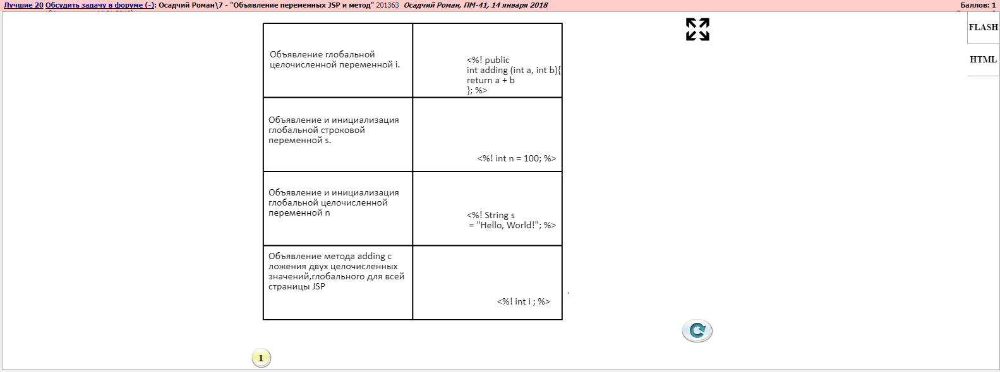 Лучшие 20 Обсудить задачу в форуме (-): Осадчий Роман\7 - "Объявление переменных JSP и метод" 201363 Осадчий Роман, ПМ-41, 14 января 2018 Баллов: 1
FLASH
HTML
Объявление глобальной
целочисленной переменной i.
<%! public
int adding (int a, int b){
return a + b
}; %>
Объявление и инициализация
глобальной строковой
переменной s.
<%! int n = 100; %>
Объявление и инициализация
глобальной целочисленной
переменной n
<%! String s
= "Hello, World!"; %>
Объявление метода adding с
ложения двух целочисленных
значений,глобального для всей
страницы JSP
<%! int i ; %>
1